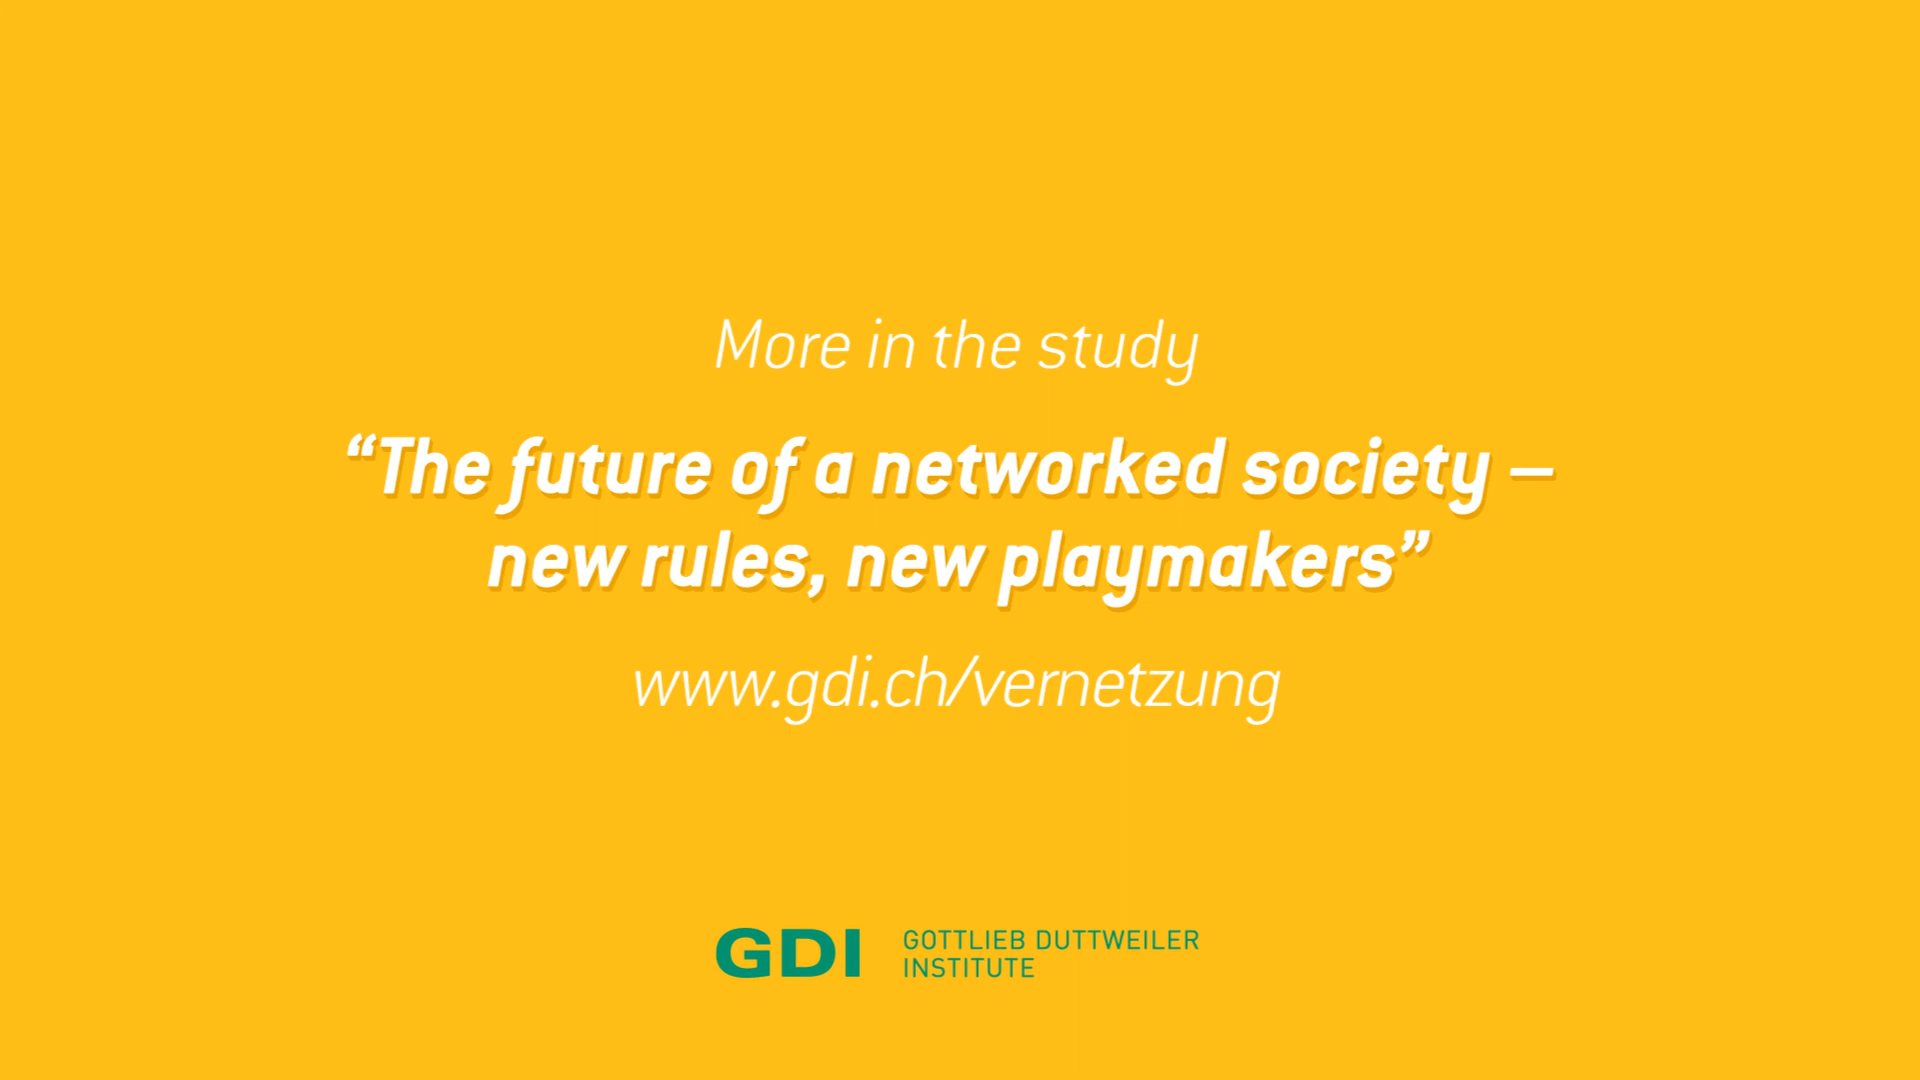 More in the study
“The future of a networked society –
new rules, new playmakers”
www.gdi.ch/vernetzung
GDI
GOTTLIEB DUTTWEILER
INSTITUTE